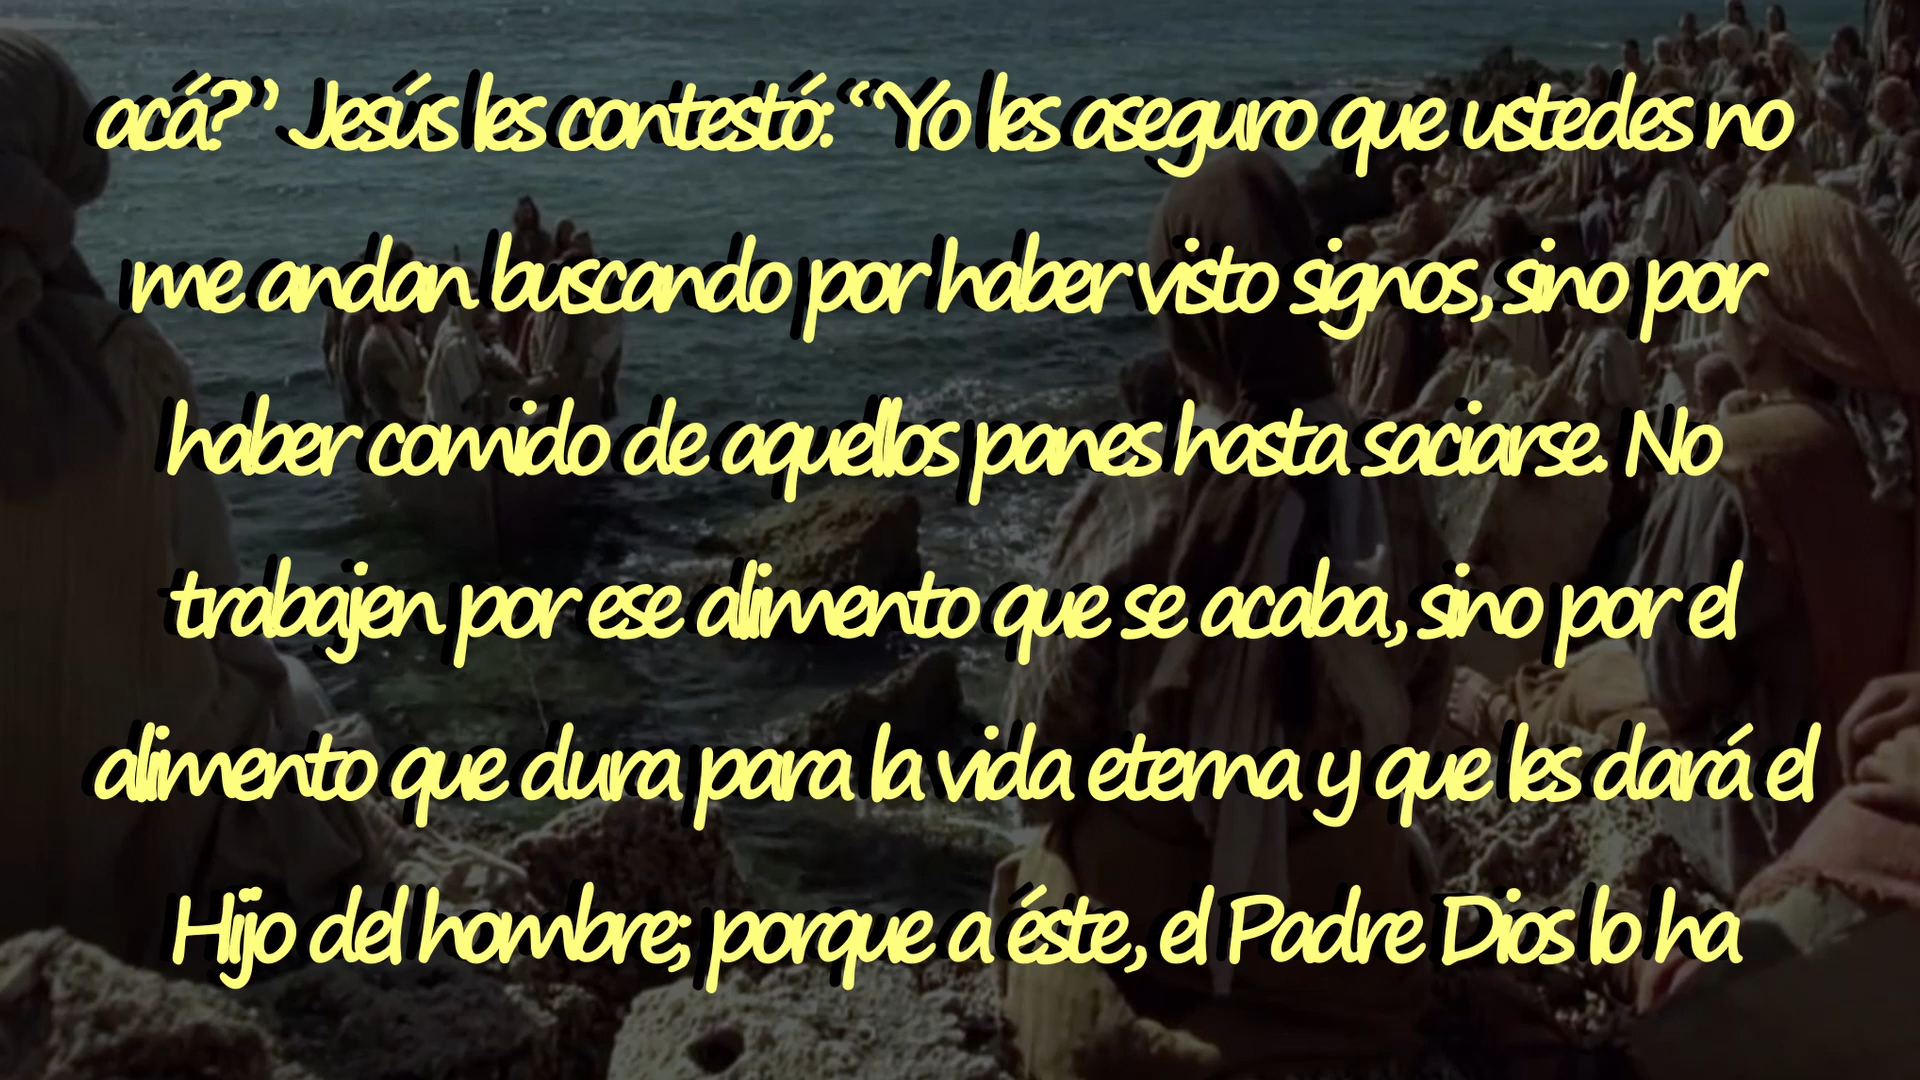 acá?” Jesús les contestó: “Yo les aseguro que ustedes no
me andan buscando por haber visto signos, sino por
haber comido de aquellos panes hasta saciarse. No
trabajen por ese alimento que se acaba, sino por el
alimento que dura para la vida eterna y que les dará el
Hijo del hombre; porque a éste, el Padre Dios lo ha